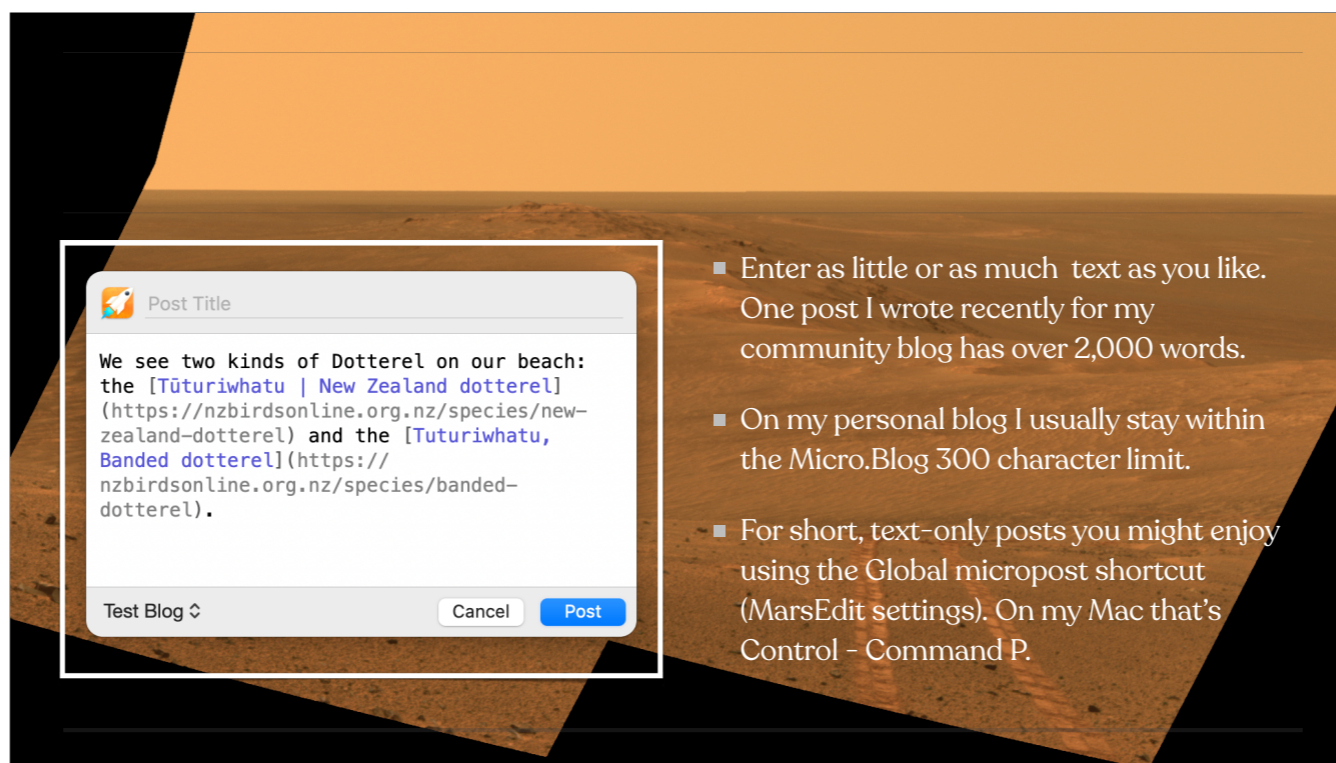 Post Title
We see two kinds of Dotterel on our beach:
the [Tūturiwhatu | New Zealand dotterel]
(https://nzbirdsonline.org.nz/species/new-
zealand-dotterel) and the [Tuturiwhatu,
Banded dotterel](https://
nzbirdsonline.org.nz/species/banded-
dotterel).
Test Blog
Cancel
Post
Enter as little or as much  text as you like.
One post I wrote recently for my
community blog has over 2,000 words.
On my personal blog I usually stay within
the Micro.Blog 300 character limit.
For short, text-only posts you might enjoy
using the Global micropost shortcut
(MarsEdit settings). On my Mac that’s
Control - Command P.